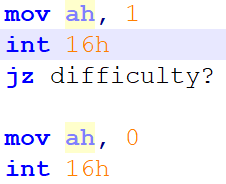 mov ah, 1
int 16h
jz difficulty?
mov ah, 0
int 16h